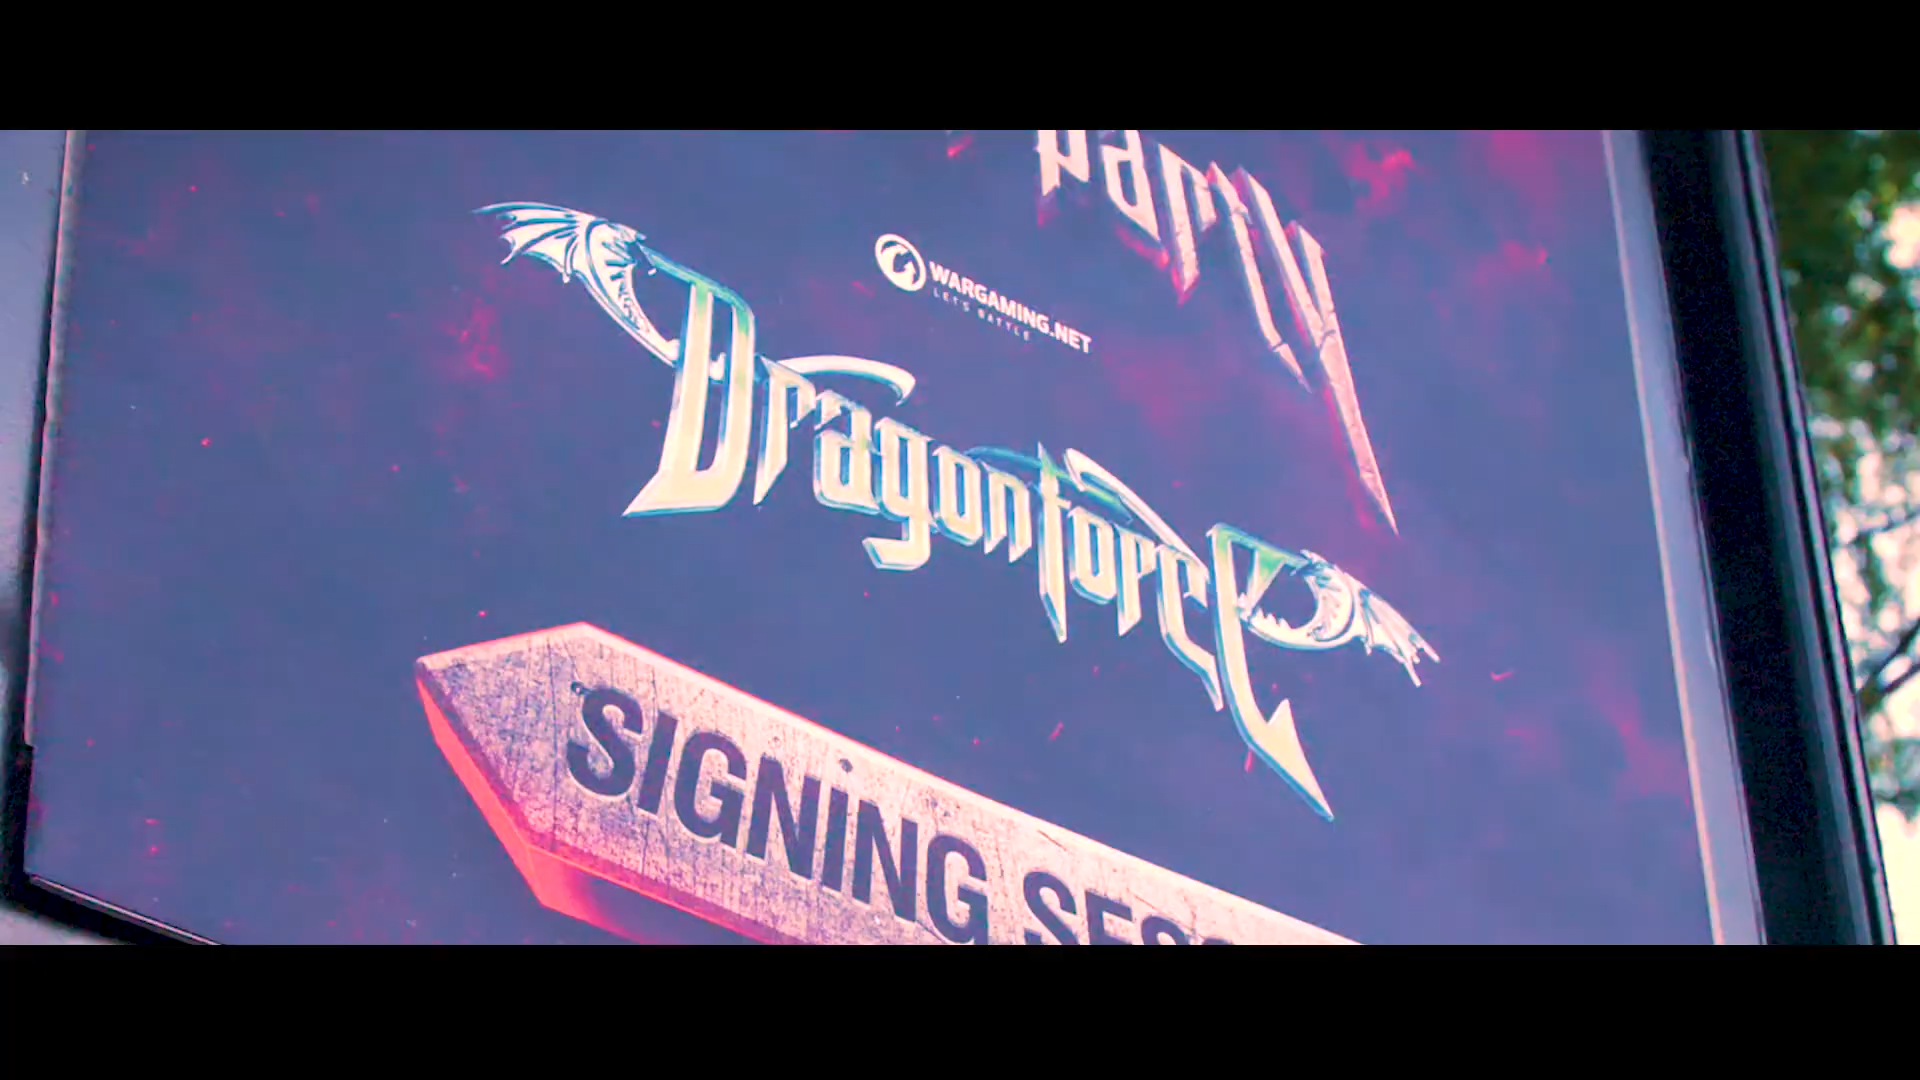 party
WARGAMING.NET
LET'S BATTLE
DragonForce
SIGNING